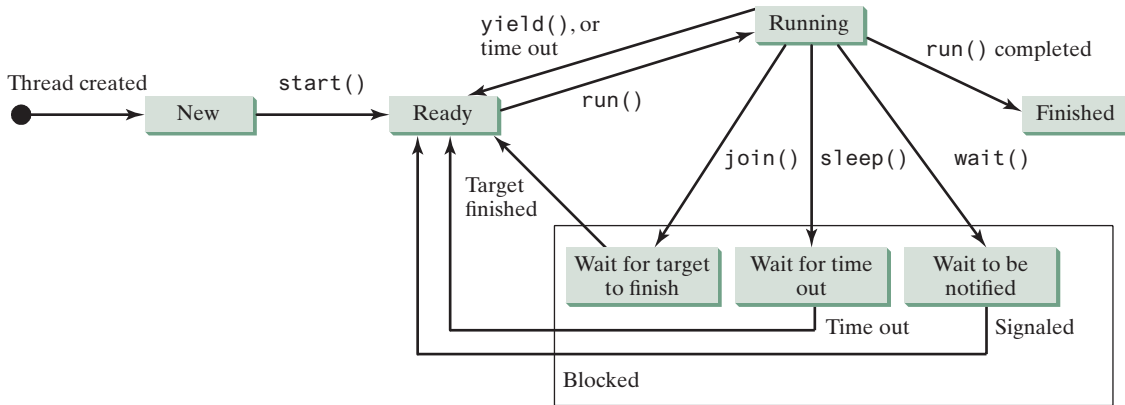 Running
yield(), or
time out
run() completed
Thread created
start()
run()
New
Ready
Finished
join()
sleep()
wait()
Target
finished
Wait for target
to finish
Wait for time
out
Wait to be
notified
Time out
Signaled
Blocked